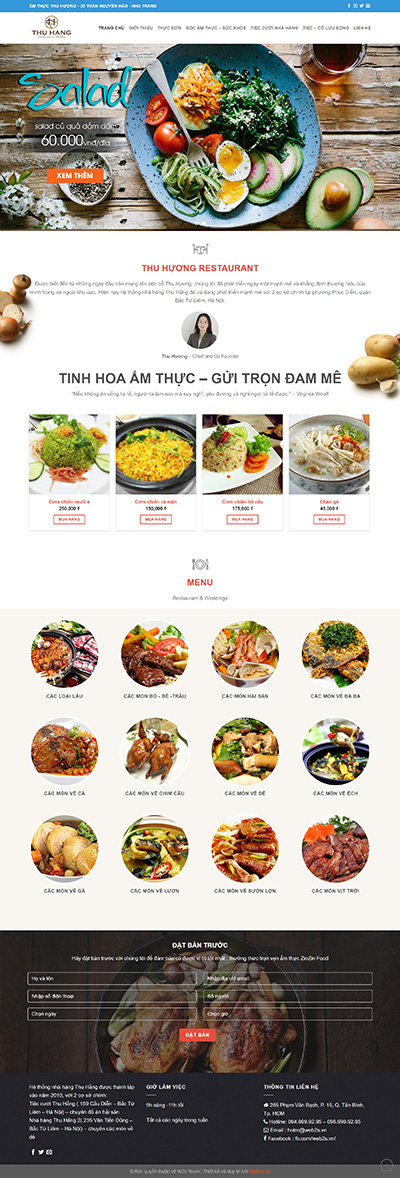 ẨM THỰC THU HƯƠNG - 20 TRẦN NGUYÊN HÃN - NHA TRANG
THU HANG
TRANG CHỦ GIỚI THIỆU THỰC ĐƠN GÓC ẨM THỰC – SỨC KHỎE TIỆC CƯỚI NHÀ HÀNG TIỆC – CỖ LƯU ĐỘNG LIÊN HỆ
Salad
salad củ quả dầm dấm
60.000vnđ/đĩa
XEM THÊM
THU HƯƠNG RESTAURANT
Được biết đến từ những ngày đầu tiên mang tên bếp cỗ Thu Hương, chúng tôi đã phát triển ngày một mạnh mẽ và khẳng định thương hiệu của
mình trong và ngoài khu vực. Hiện nay hệ thống nhà hàng Thu Hằng đã và đang phát triển mạnh mẽ với 2 cơ sở chính tại phường Phúc Diễn, quận
Bắc Từ Liêm, Hà Nội.
Thu Hương – Chief and Co Founder
TINH HOA ẨM THỰC – GỬI TRỌN ĐAM MÊ
"Nếu không ăn uống tử tế, người ta làm sao mà suy nghĩ, yêu đương và nghỉ ngơi tử tế được." – Virginia Woolf
Cơm chiên muối é
250,000 ₫
MUA HÀNG
Cơm chiên cá mặn
150,000 ₫
MUA HÀNG
Cơm chiên bồ câu
175,000 ₫
MUA HÀNG
Cháo gà
45,000 ₫
MUA HÀNG
MENU
Restaurant & Weddings
CÁC LOẠI LẨU
CÁC MÓN BÒ - BÊ -TRÂU
CÁC MÓN HẢI SẢN
CÁC MÓN VỀ BA BA
CÁC MÓN VỀ CÁ
CÁC MÓN VỀ CHIM CÂU
CÁC MÓN VỀ DÊ
CÁC MÓN VỀ ẾCH
CÁC MÓN VỀ GÀ
CÁC MÓN VỀ LƯƠN
CÁC MÓN VỀ SƯỜN LỢN
CÁC MÓN VỊT TRỜI
ĐẶT BÀN TRƯỚC
Hãy đặt bàn trước với chúng tôi để đảm bảo có được vị trí tốt nhất , thưởng thức trọn vẹn ẩm thực ZinZin Food
Họ và tên
Nhập địa chỉ email
Nhập số điện thoại
Số người
Chọn ngày
Chọn giờ
ĐẶT BÀN
Hệ thống nhà hàng Thu Hằng được thành lập
vào năm 2010, với 2 cơ sở chính:
Tiệc cưới Thu Hằng ( 159 Cầu Diễn – Bắc Từ
Liêm – Hà Nội) – chuyên đồ ăn hải sản
Nhà hàng Thu Hằng 2( 235 Văn Tiến Dũng –
Bắc Từ Liêm – Hà Nội) – chuyên các món về
dê
GIỜ LÀM VIỆC
9h sáng -11h tối
Tất cả các ngày trong tuần
THÔNG TIN LIÊN HỆ
285 Phạm Văn Bạch, P. 15, Q. Tân Bình,
Tp. HCM
Hotline: 094.999.92.95 – 096.999.92.95
Email : hotro@web2s.vn
Facebook : fb.com/web2s.vn/
© Bản quyền thuộc về W2s Team | Thiết kế và duy trì bởi Web2s.vn